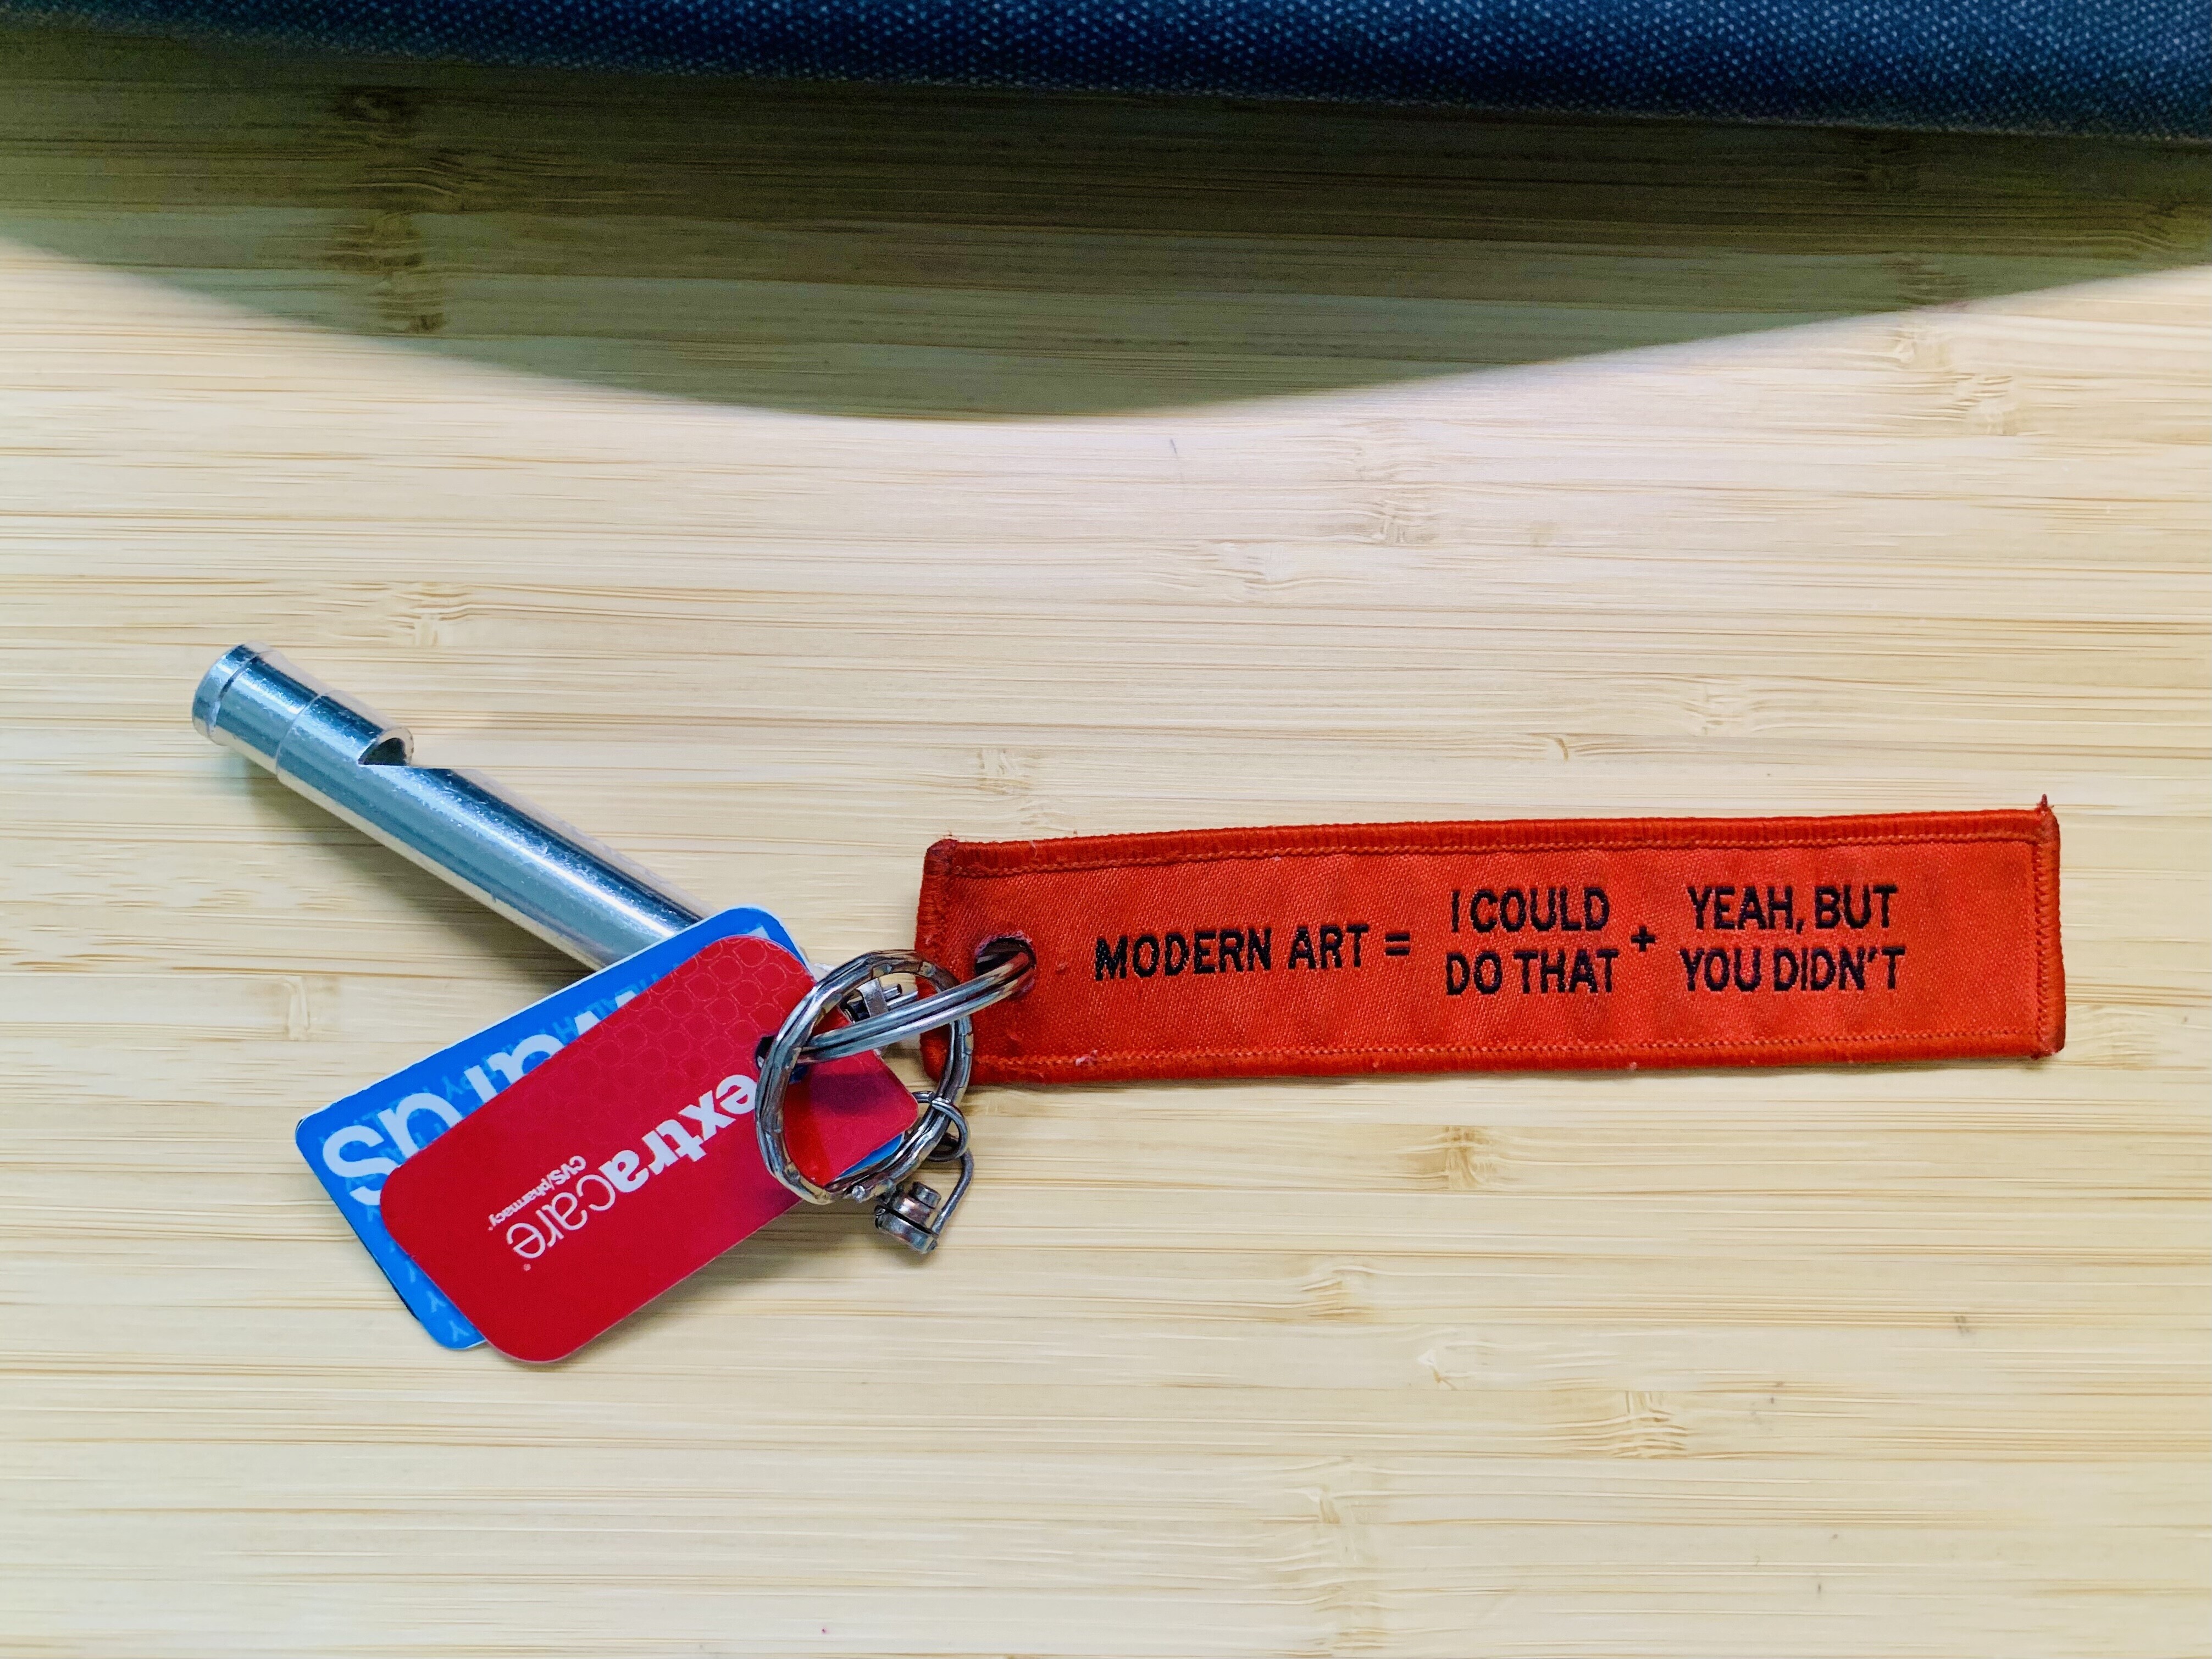 MODERN ART = I COULD DO THAT + YEAH, BUT YOU DIDN'T
extracare®
CVS/pharmacy®